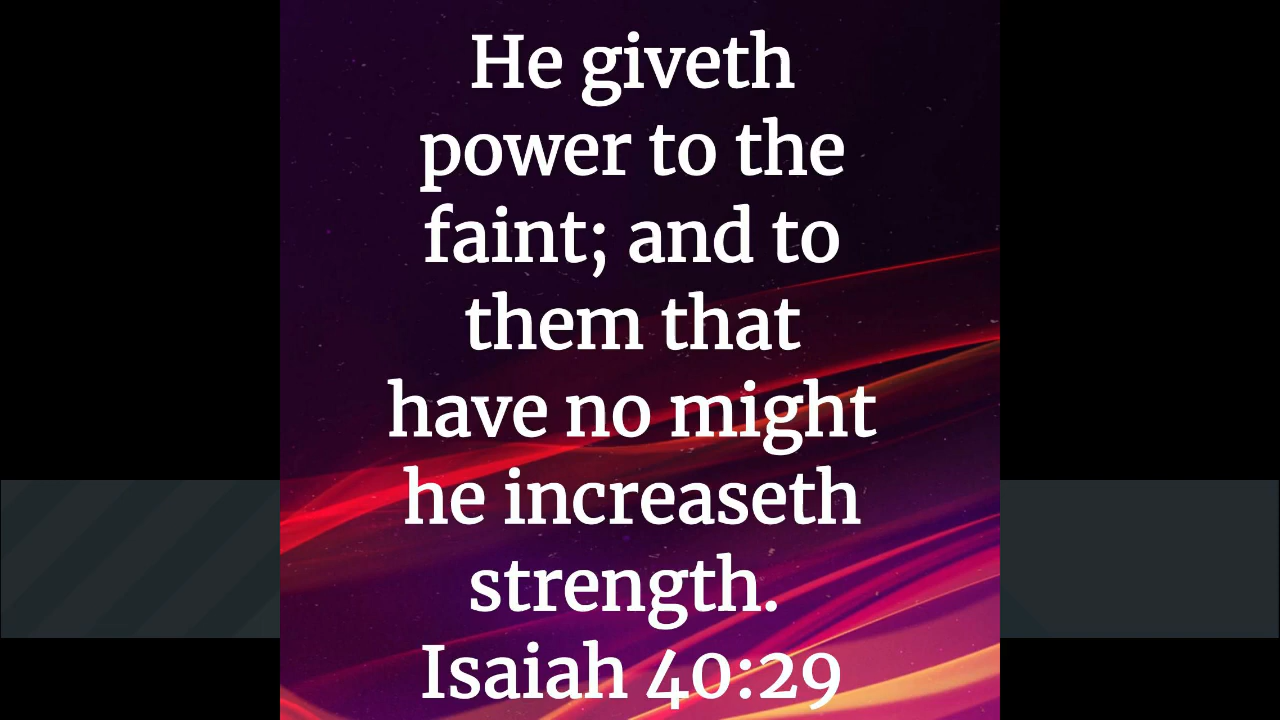 He giveth
power to the
faint; and to
them that
have no might
he increaseth
strength.
Isaiah 40:29